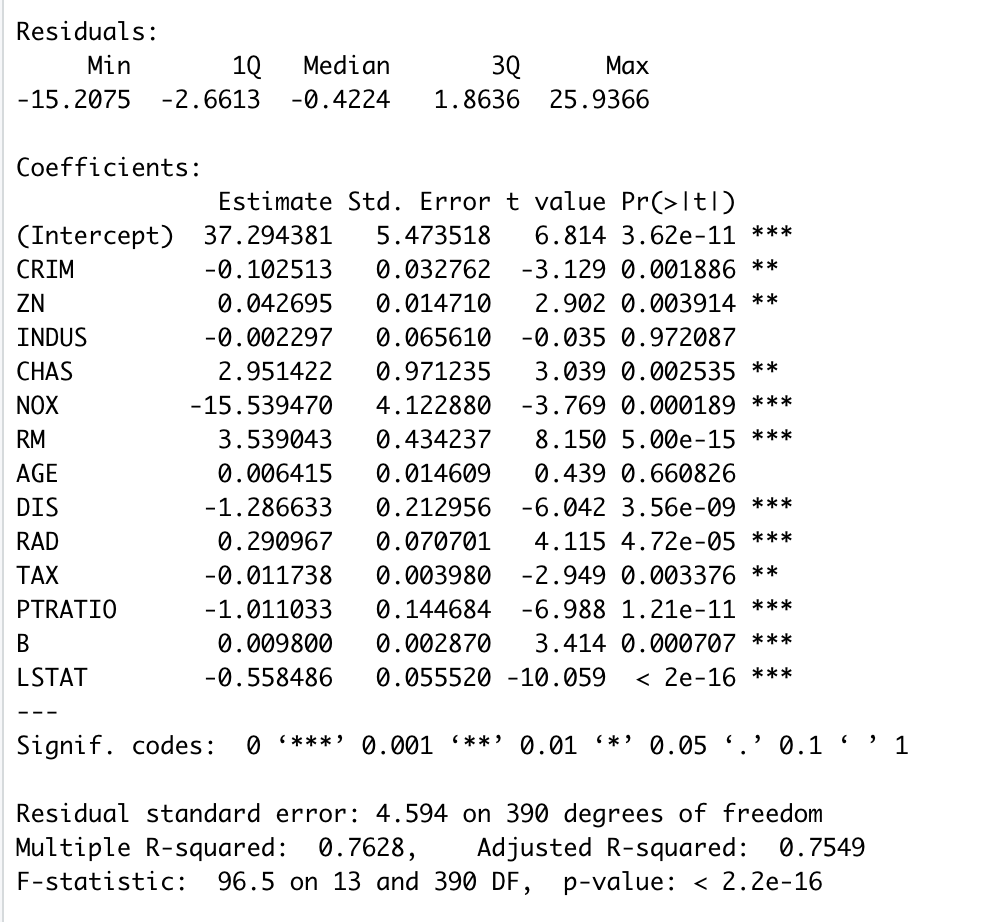 Residuals:
     Min       1Q   Median       3Q      Max
-15.2075  -2.6613  -0.4224   1.8636  25.9366

Coefficients:
              Estimate Std. Error t value Pr(>|t|)
(Intercept)  37.294381   5.473518   6.814 3.62e-11 ***
CRIM         -0.102513   0.032762  -3.129 0.001886 **
ZN            0.042695   0.014710   2.902 0.003914 **
INDUS        -0.002297   0.065610  -0.035 0.972087
CHAS          2.951422   0.971235   3.039 0.002535 **
NOX         -15.539470   4.122880  -3.769 0.000189 ***
RM            3.539043   0.434237   8.150 5.00e-15 ***
AGE           0.006415   0.014609   0.439 0.660826
DIS          -1.286633   0.212956  -6.042 3.56e-09 ***
RAD           0.290967   0.070701   4.115 4.72e-05 ***
TAX          -0.011738   0.003980  -2.949 0.003376 **
PTRATIO      -1.011033   0.144684  -6.988 1.21e-11 ***
B             0.009800   0.002870   3.414 0.000707 ***
LSTAT        -0.558486   0.055520 -10.059  < 2e-16 ***
---
Signif. codes:  0 ‘***’ 0.001 ‘**’ 0.01 ‘*’ 0.05 ‘.’ 0.1 ‘ ’ 1

Residual standard error: 4.594 on 390 degrees of freedom
Multiple R-squared:  0.7628,	Adjusted R-squared:  0.7549
F-statistic:  96.5 on 13 and 390 DF,  p-value: < 2.2e-16